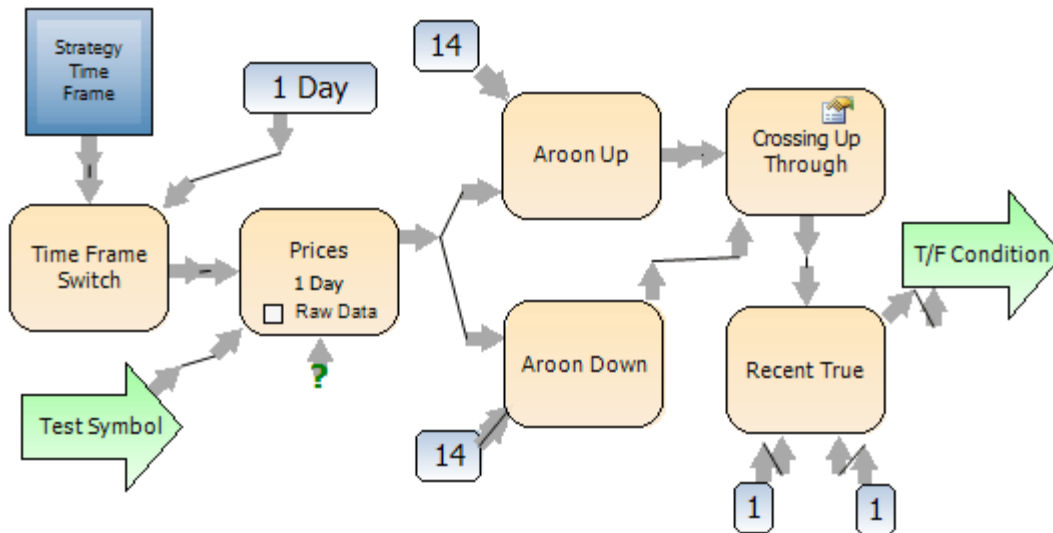 Strategy
Time
Frame
1 Day
14
Aroon Up
Crossing Up
Through
Time Frame
Switch
Prices
1 Day
Raw Data
T/F Condition
?
Aroon Down
Recent True
Test Symbol
14
1
1